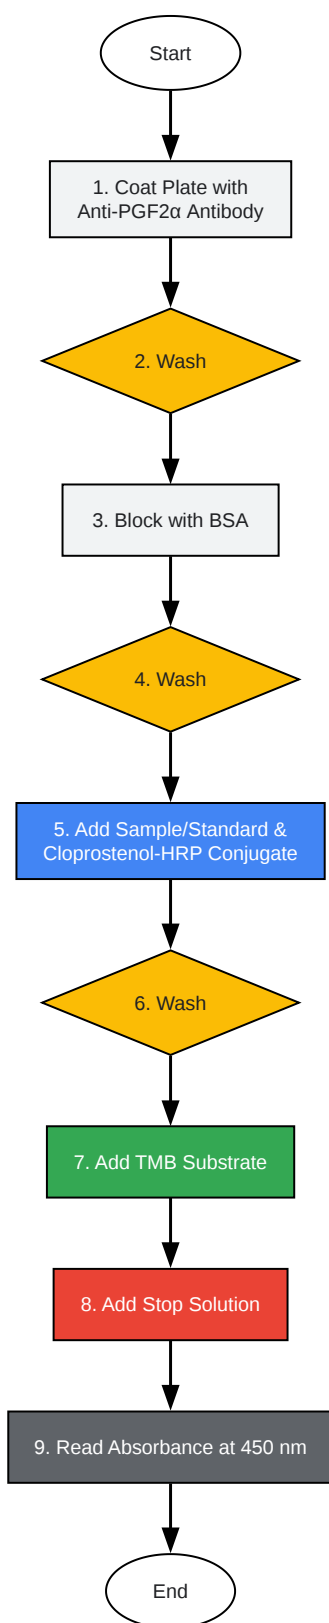 Start
1. Coat Plate with
Anti-PGF2α Antibody
2. Wash
3. Block with BSA
4. Wash
5. Add Sample/Standard &
Cloprostenol-HRP Conjugate
6. Wash
7. Add TMB Substrate
8. Add Stop Solution
9. Read Absorbance at 450 nm
End